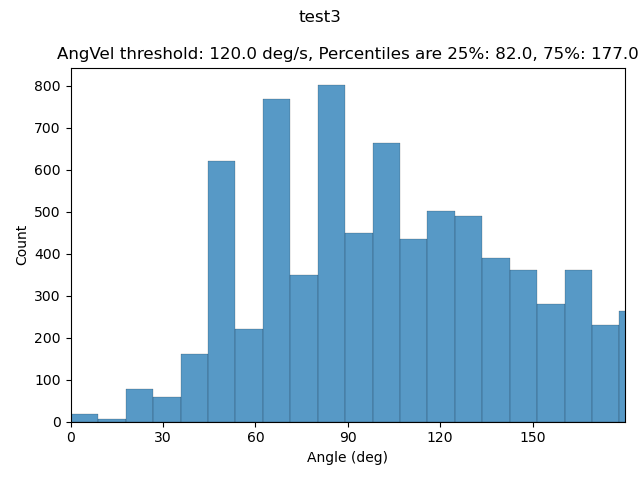 test3
AngVel threshold: 120.0 deg/s, Percentiles are 25%: 82.0, 75%: 177.0
800
700
600
500
400
300
200
100
0
Count
0 30 60 90 120 150
Angle (deg)